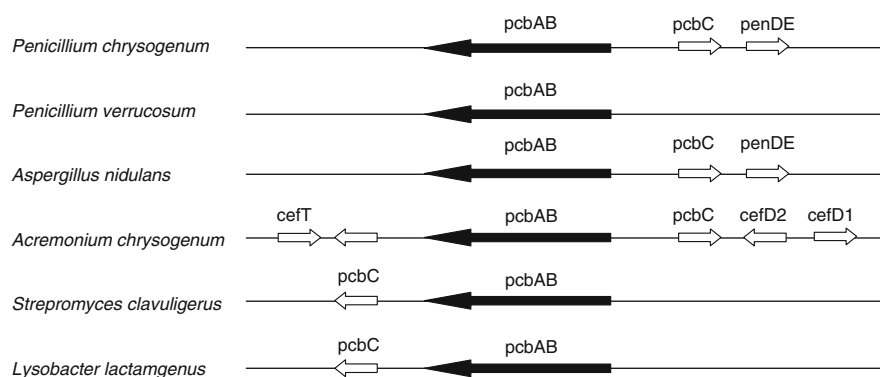 pcbAB pcbC penDE
Penicillium chrysogenum
pcbAB
Penicillium verrucosum
pcbAB pcbC penDE
Aspergillus nidulans
cefT pcbAB pcbC cefD2 cefD1
Acremonium chrysogenum
pcbC pcbAB
Strepromyces clavuligerus
pcbC pcbAB
Lysobacter lactamgenus